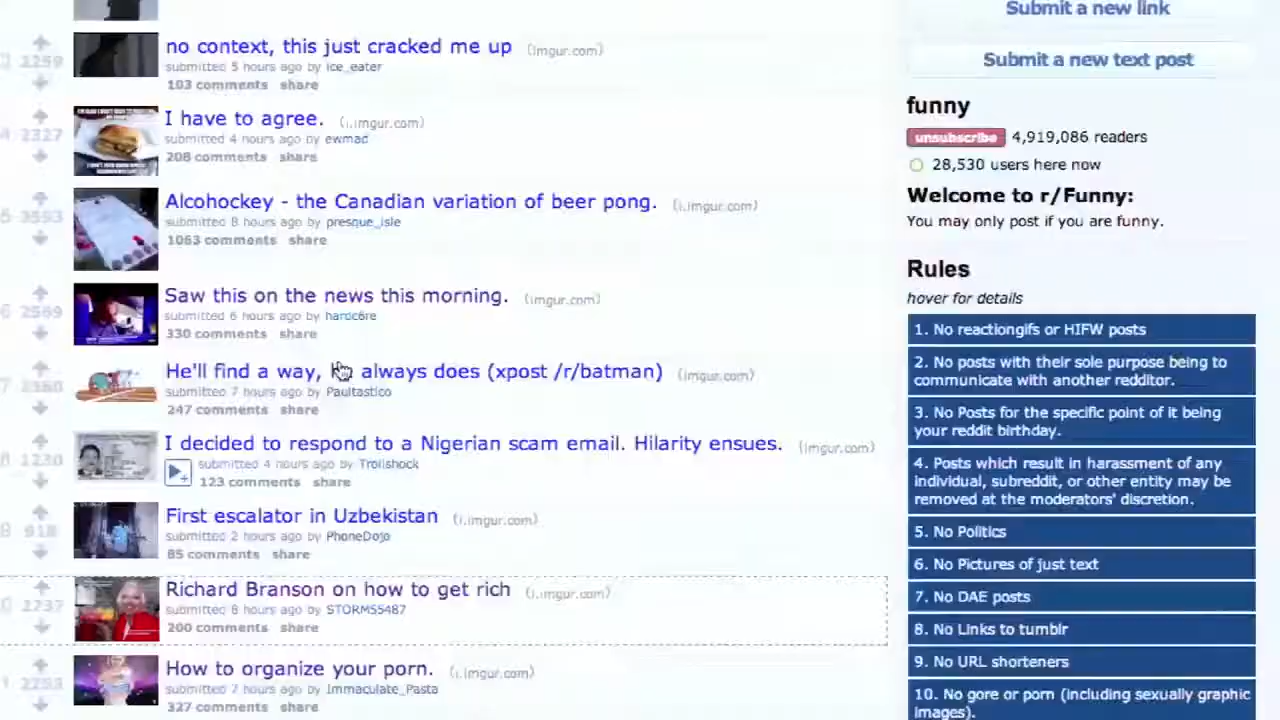 no context, this just cracked me up (imgur.com)
3 2259
submitted 5 hours ago by ice_eater
103 comments share
I have to agree. (i.imgur.com)
4 2327
submitted 4 hours ago by ewmad
208 comments share
Alcohockey - the Canadian variation of beer pong. (i.imgur.com)
submitted 8 hours ago by presque_isle
1063 comments share
Saw this on the news this morning. (imgur.com)
6 2569
submitted 6 hours ago by hardc6re
330 comments share
He'll find a way, always does (xpost /r/batman) (imgur.com)
7 2360
submitted 7 hours ago by Paultastico
247 comments share
I decided to respond to a Nigerian scam email. Hilarity ensues. (imgur.com)
8 1230
submitted 4 hours ago by Trollshock
123 comments share
First escalator in Uzbekistan (i.imgur.com)
918
submitted 2 hours ago by PhoneDojo
85 comments share
Richard Branson on how to get rich (i.imgur.com)
submitted 8 hours ago by STORM55487
200 comments share
How to organize your porn. (i.imgur.com)
submitted 7 hours ago by Immaculate_Pasta
327 comments share
Submit a new link
Submit a new text post
funny
unsubscribe 4,919,086 readers
28,530 users here now
Welcome to r/Funny:
You may only post if you are funny.
Rules
hover for details
1. No reactiongifs or HIFW posts
2. No posts with their sole purpose being to
communicate with another redditor.
3. No Posts for the specific point of it being
your reddit birthday.
4. Posts which result in harassment of any
individual, subreddit, or other entity may be
removed at the moderators' discretion.
5. No Politics
6. No Pictures of just text
7. No DAE posts
8. No Links to tumblr
9. No URL shorteners
10. No gore or porn (including sexually graphic
images).